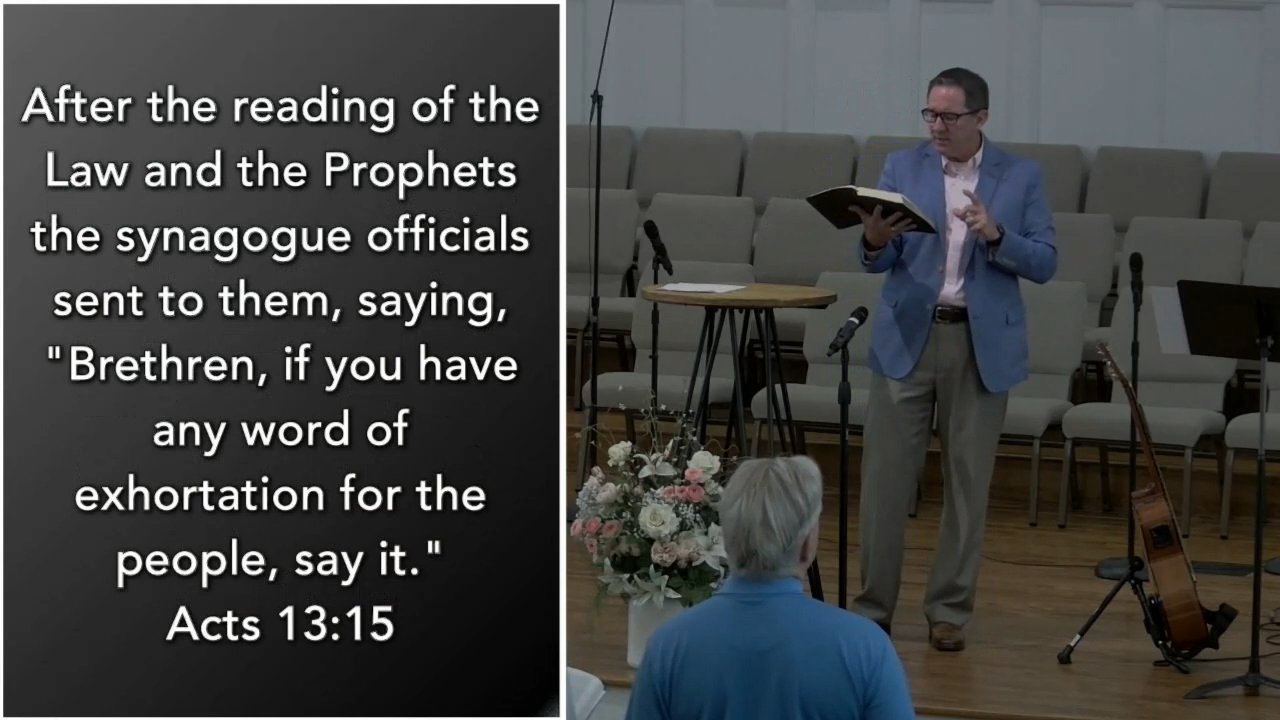 After the reading of the
Law and the Prophets
the synagogue officials
sent to them, saying,
"Brethren, if you have
any word of
exhortation for the
people, say it."
Acts 13:15